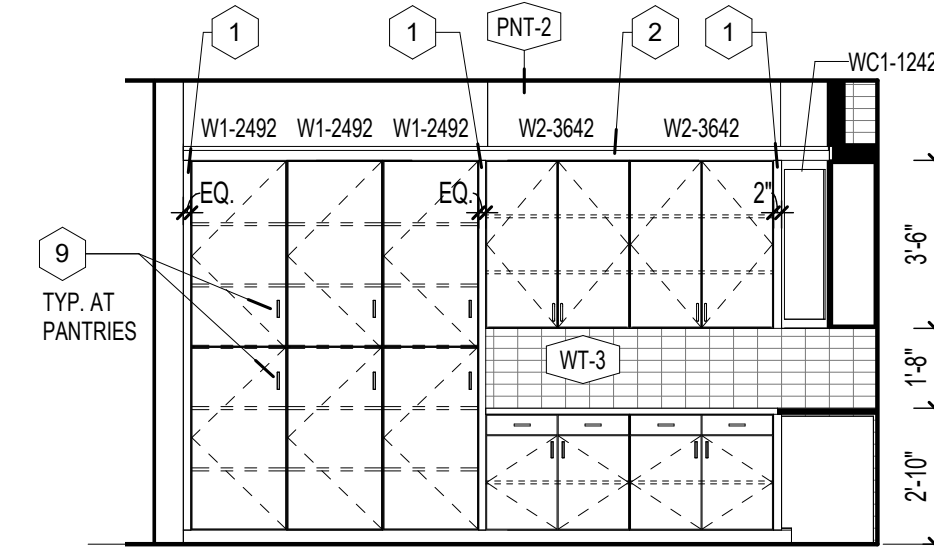 1
1
PNT-2
2
1
WC1-1242
W1-2492 W1-2492 W1-2492 W2-3642 W2-3642
EQ. EQ. 2"
9
TYP. AT
PANTRIES
WT-3
3'-6"
1'-8"
2'-10"